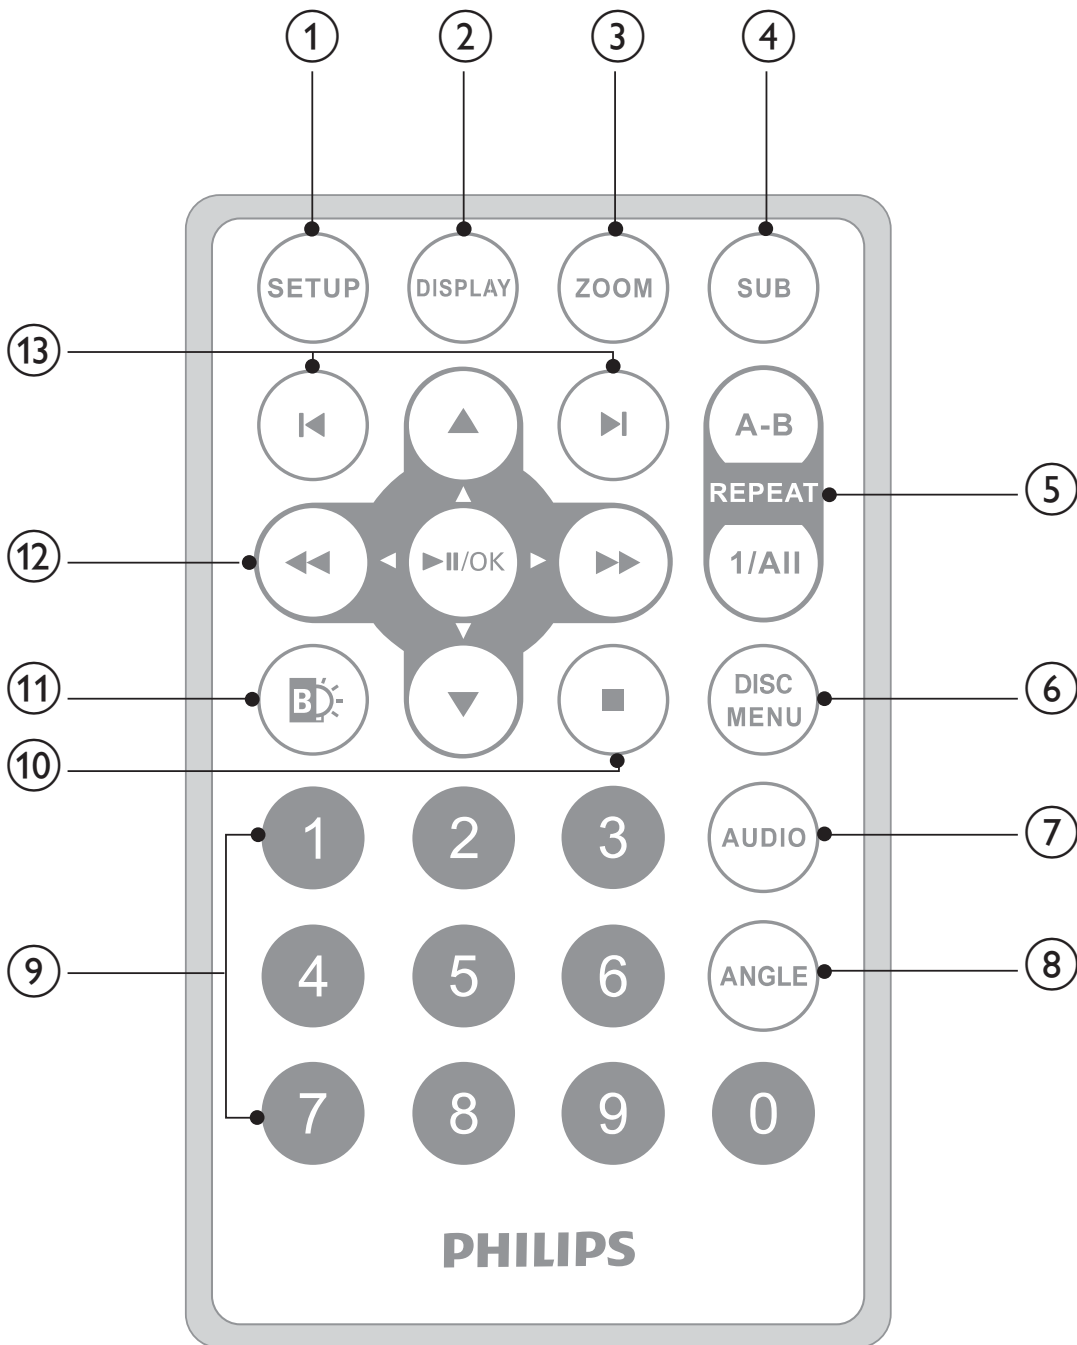 1 2 3 4
SETUP DISPLAY ZOOM SUB
13
A-B
REPEAT
5
12
/OK
1/All
11
B
DISC
MENU
6
10
1 2 3
AUDIO
7
9
4 5 6
ANGLE
8
7 8 9 0
PHILIPS